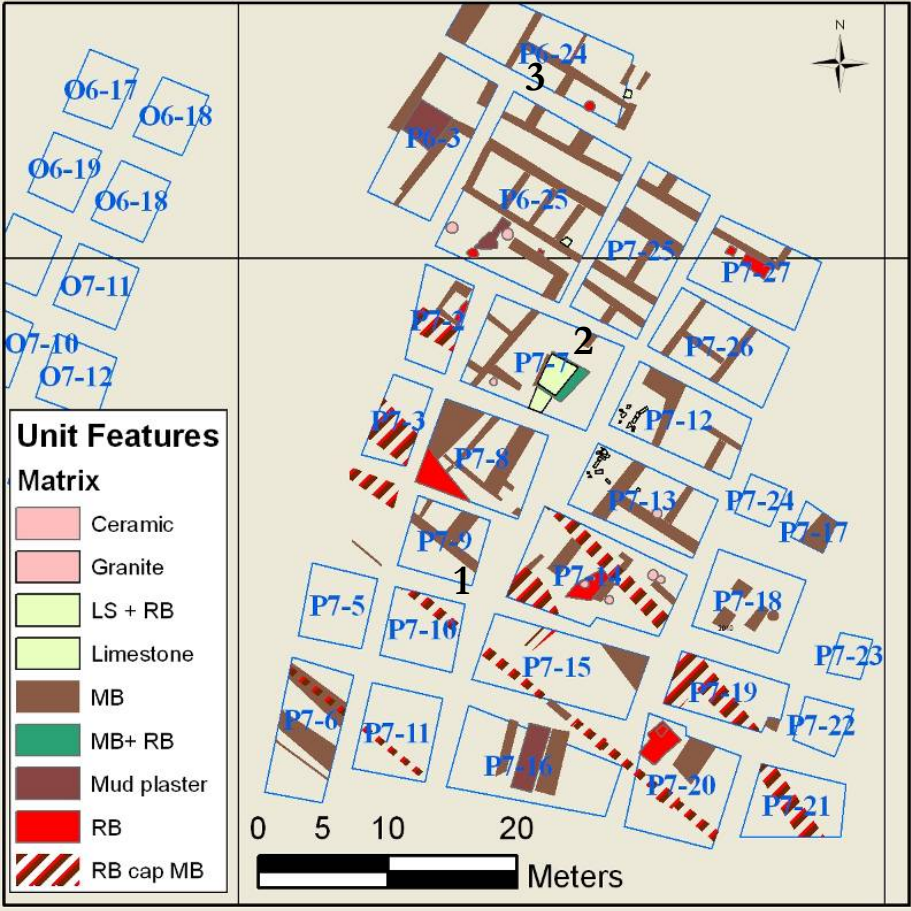 N
P6-24
3
O6-17
O6-18
P6-3
O6-19
O6-18
P6-25
P7-25
P7-27
O7-11
P7-2
O7-10
2
P7-26
P7-7
O7-12
P7-3
P7-12
P7-8
P7-13
P7-24
P7-17
P7-9
1
P7-14
P7-18
P7-5
P7-10
P7-15
P7-23
P7-19
P7-6
P7-11
P7-22
P7-16
P7-20
P7-21
Unit Features
Matrix
Ceramic
Granite
LS + RB
Limestone
MB
MB+ RB
Mud plaster
RB
RB cap MB
0 5 10 20
Meters